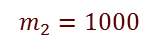 m₂ = 1000